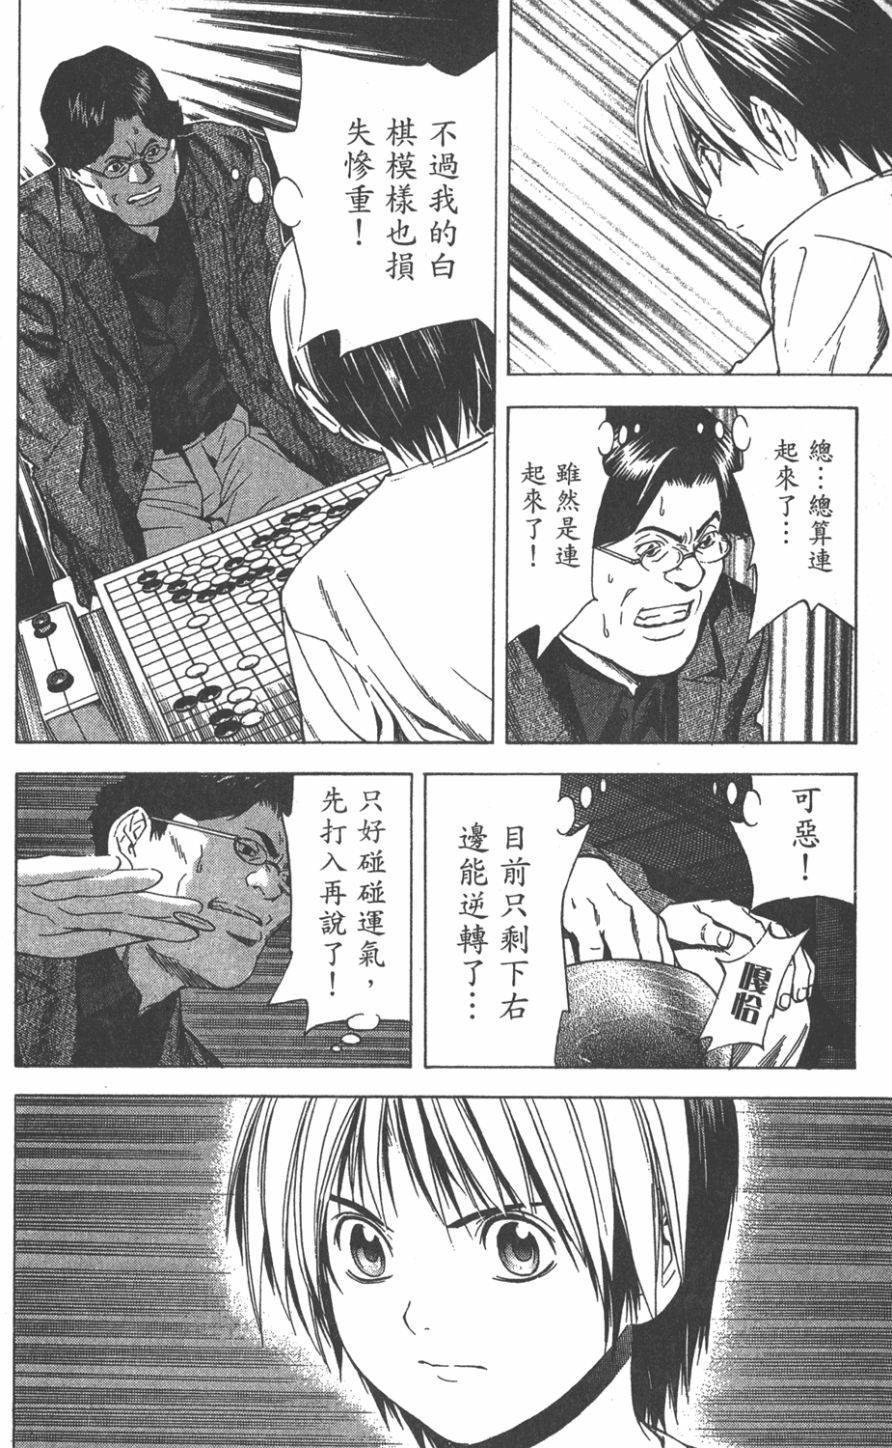 總…總算連
起來了…
雖然是連
起來了！
不過我的白
棋模樣也損
失慘重！
可惡！
嘎恰
目前只剩下右
邊能逆轉了…
只好碰碰運氣，
先打入再說了！